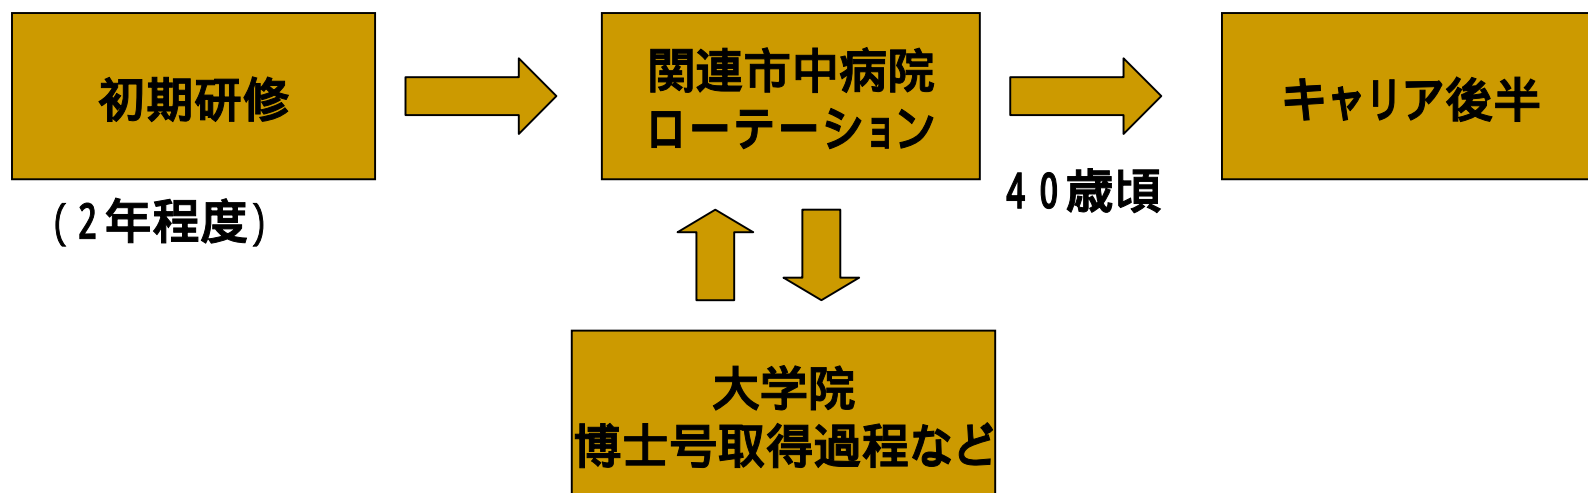 初期研修
(2年程度)
関連市中病院
ローテーション
40歳頃
キャリア後半
大学院
博士号取得過程など